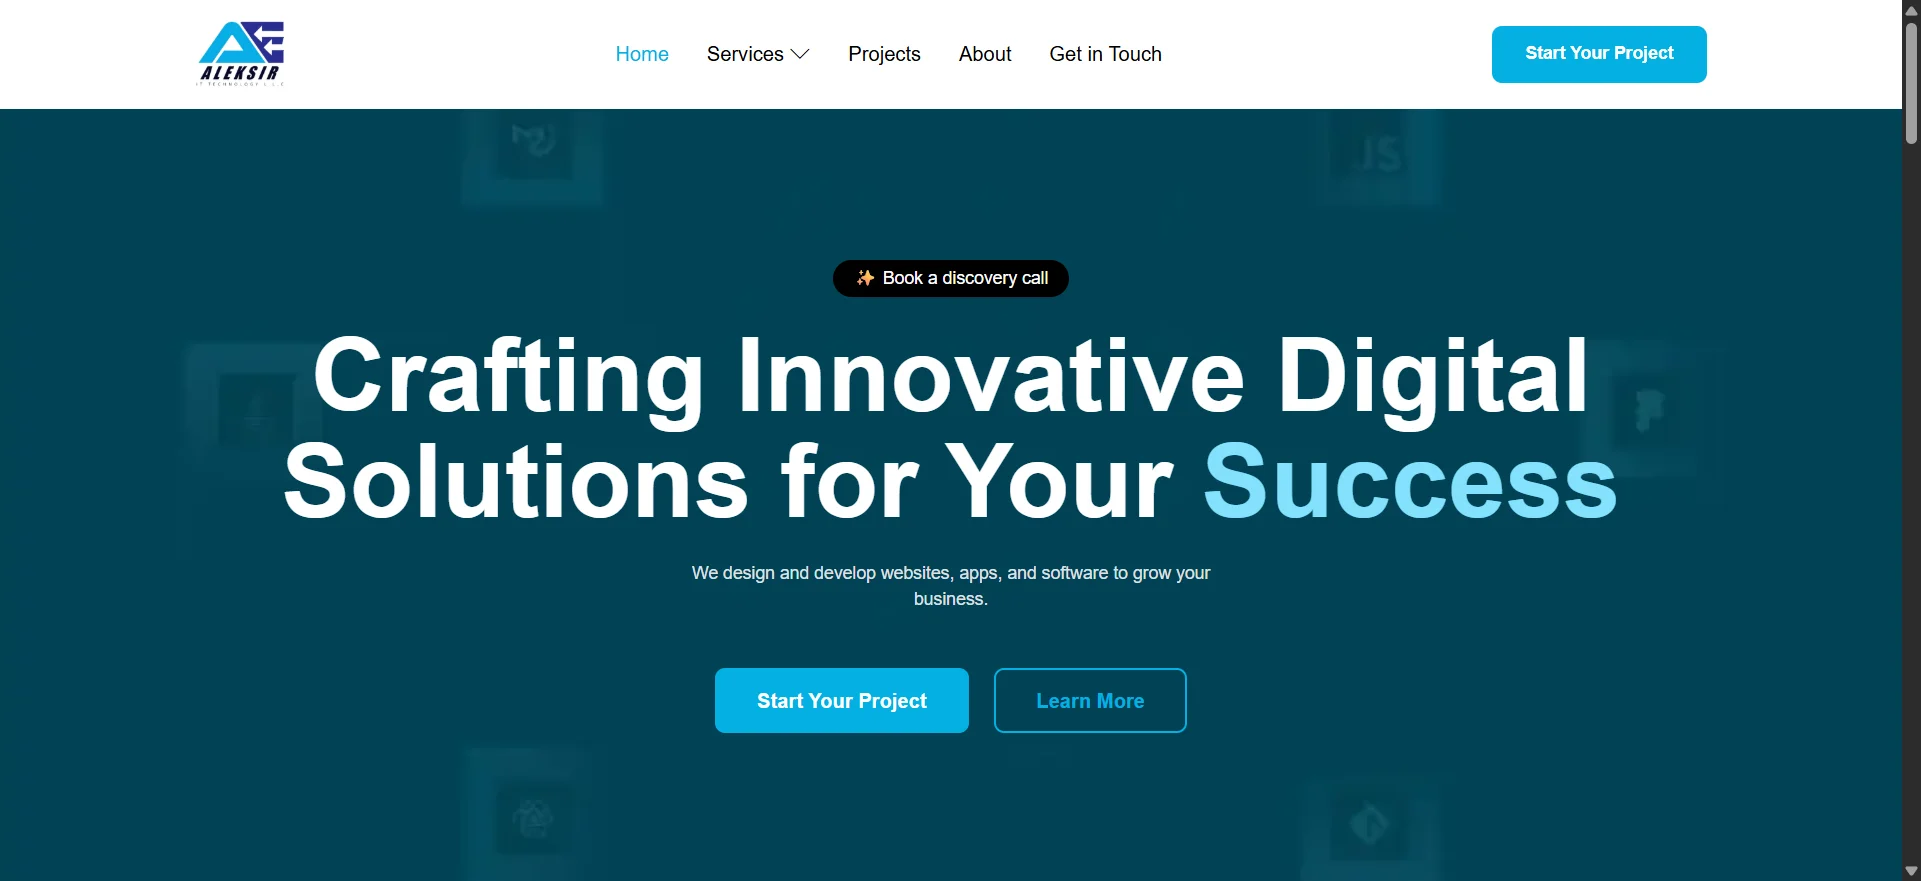 ALEKSIR
IT TECHNOLOGY L.L.C
Home
Services
Projects
About
Get in Touch
Start Your Project
JS
✨ Book a discovery call
Crafting Innovative Digital
Solutions for Your Success
We design and develop websites, apps, and software to grow your
business.
Start Your Project
Learn More